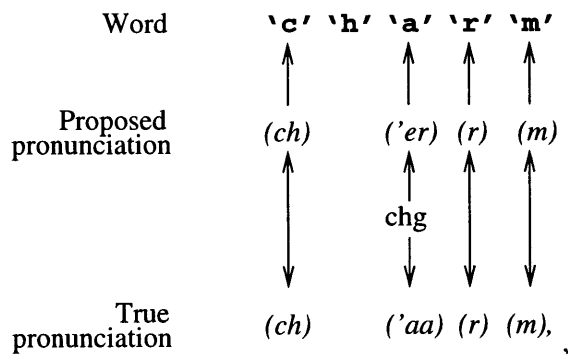 Word ‘c’ ‘h’ ‘a’ ‘r’ ‘m’
Proposed
pronunciation (ch) (’er) (r) (m)
chg
True
pronunciation (ch) (’aa) (r) (m),
,